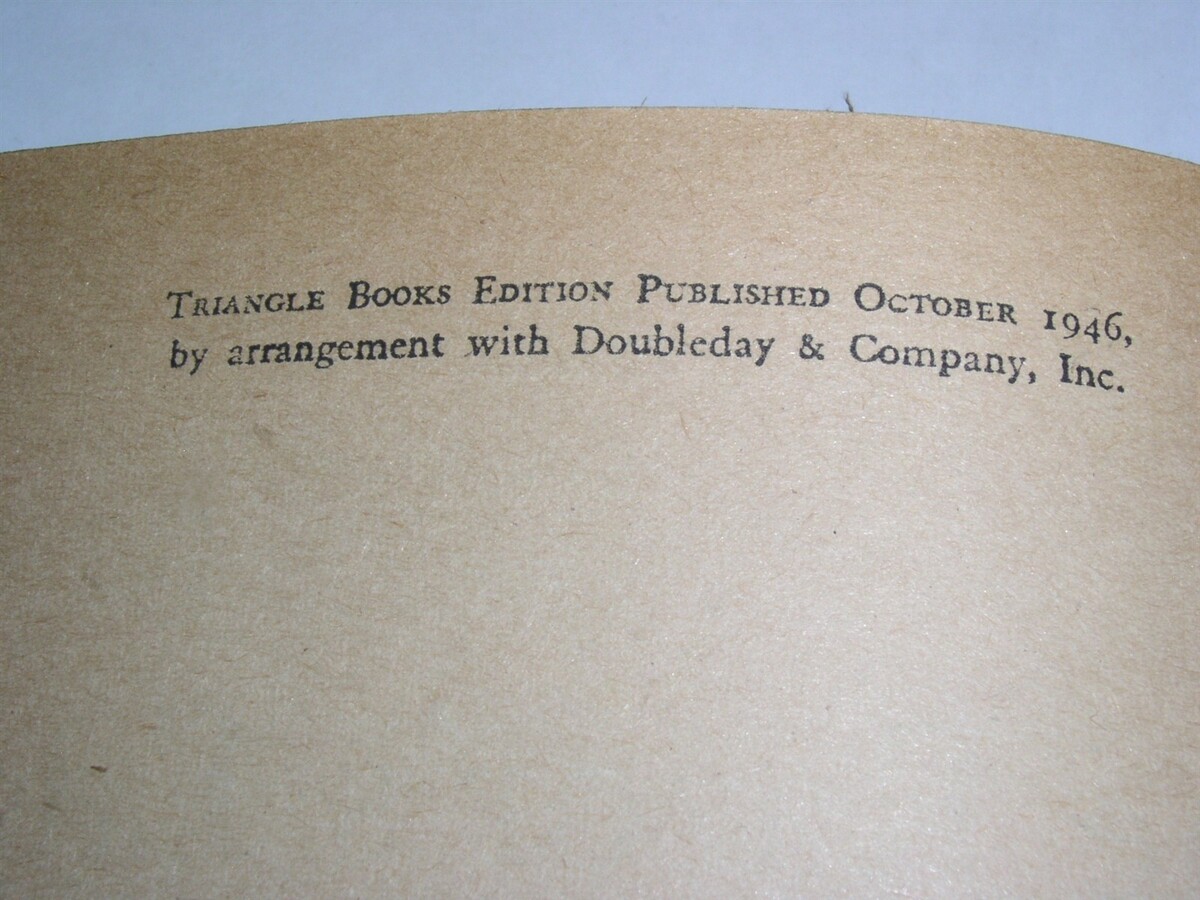 Triangle Books Edition Published October 1946,
by arrangement with Doubleday & Company, Inc.